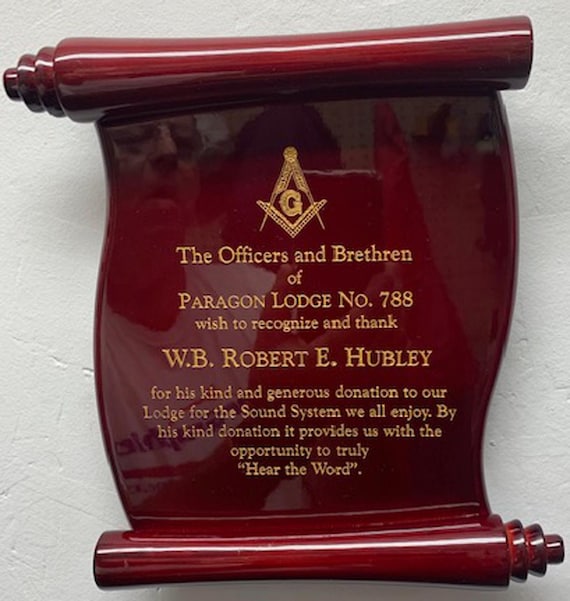 G
The Officers and Brethren
of
PARAGON LODGE NO. 788
wish to recognize and thank
W.B. ROBERT E. HUBLEY
for his kind and generous donation to our
Lodge for the Sound System we all enjoy. By
his kind donation it provides us with the
opportunity to truly
"Hear the Word".